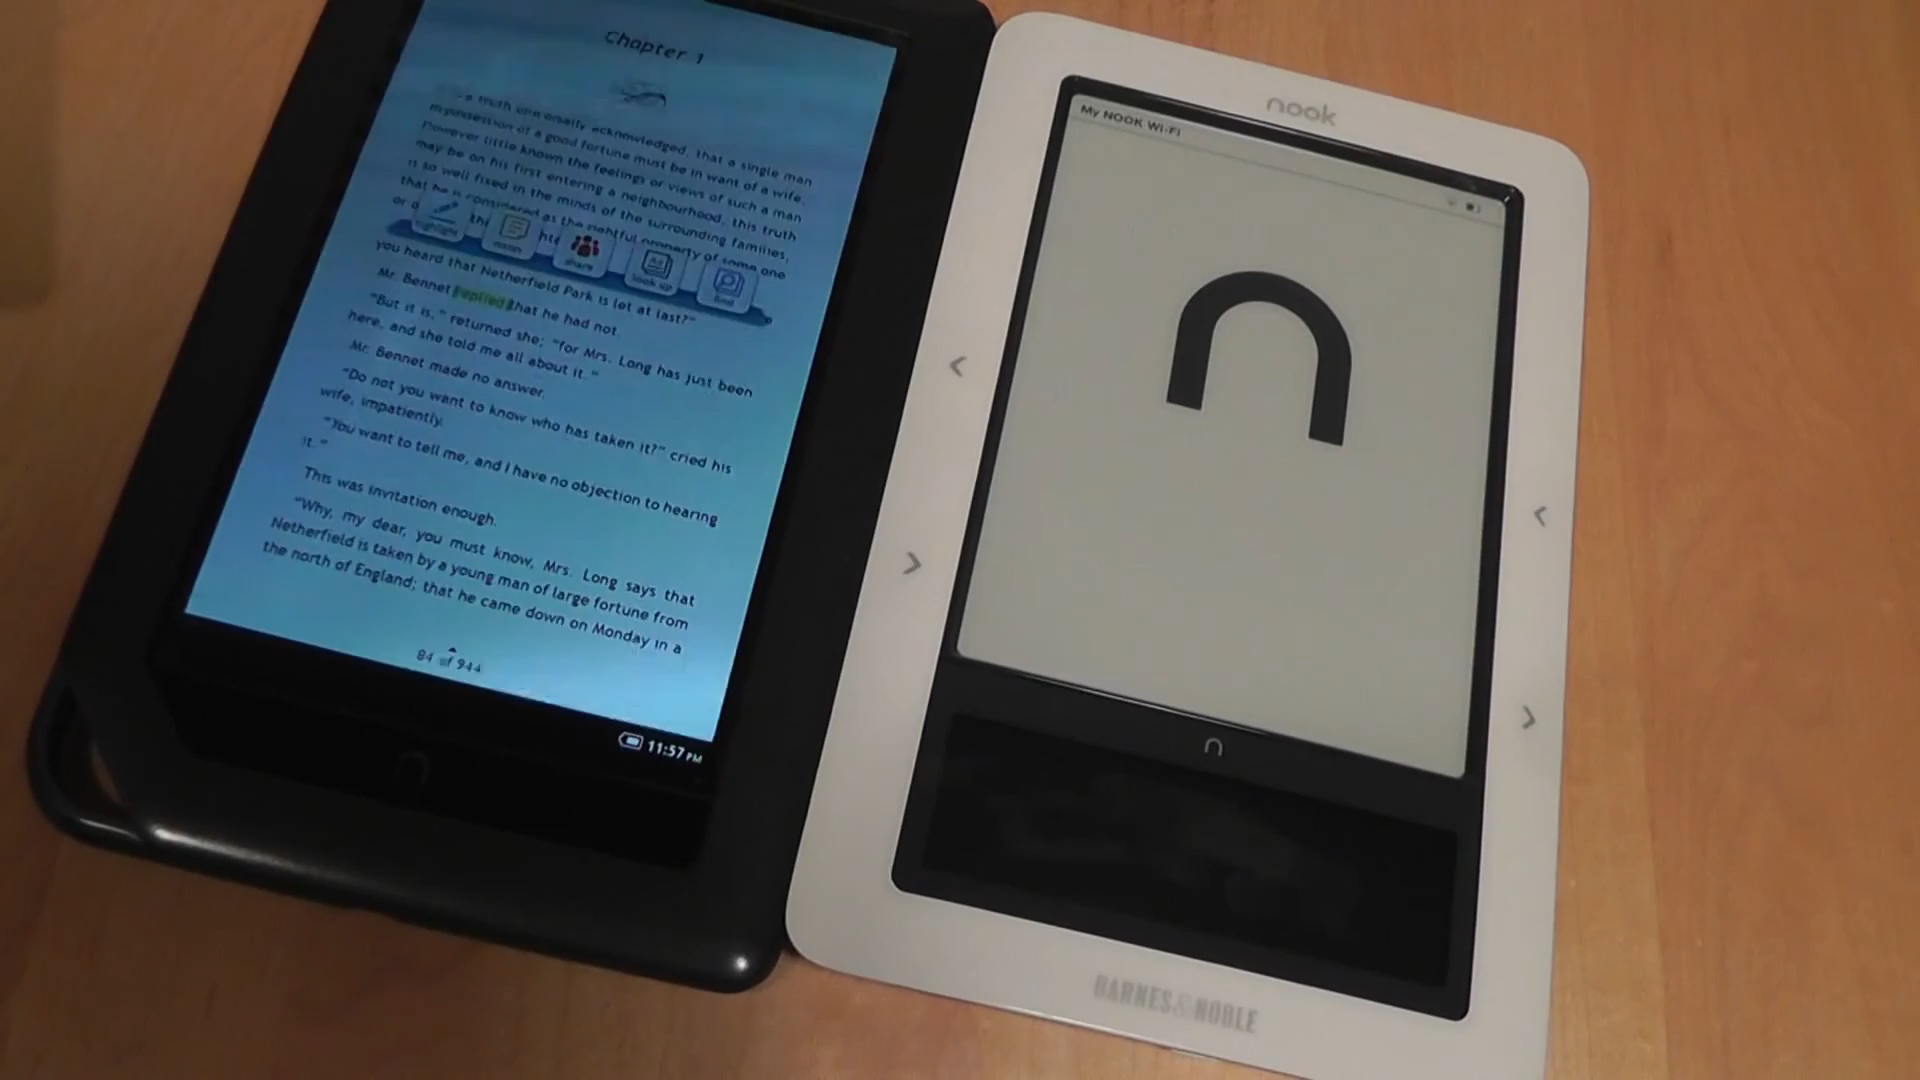 Chapter 1
truth universally acknowledged, that a single man
in possession of a good fortune must be in want of a wife.
However little known the feelings or views of such a man
may be on his first entering a neighbourhood, this truth
is so well fixed in the minds of the surrounding families,
that he is considered as the rightful property of some one
or
highlight
notes
share
look up
find
you heard that Netherfield Park is let at last?"
Mr. Bennet replied that he had not.
"But it is," returned she; "for Mrs. Long has just been
here, and she told me all about it."
Mr. Bennet made no answer.
"Do not you want to know who has taken it?" cried his
wife, impatiently.
"You want to tell me, and I have no objection to hearing
it."
This was invitation enough.
"Why, my dear, you must know, Mrs. Long says that
Netherfield is taken by a young man of large fortune from
the north of England; that he came down on Monday in a
84 of 944
11:57 PM
nook
My NOOK Wi-Fi
n
BARNES&NOBLE